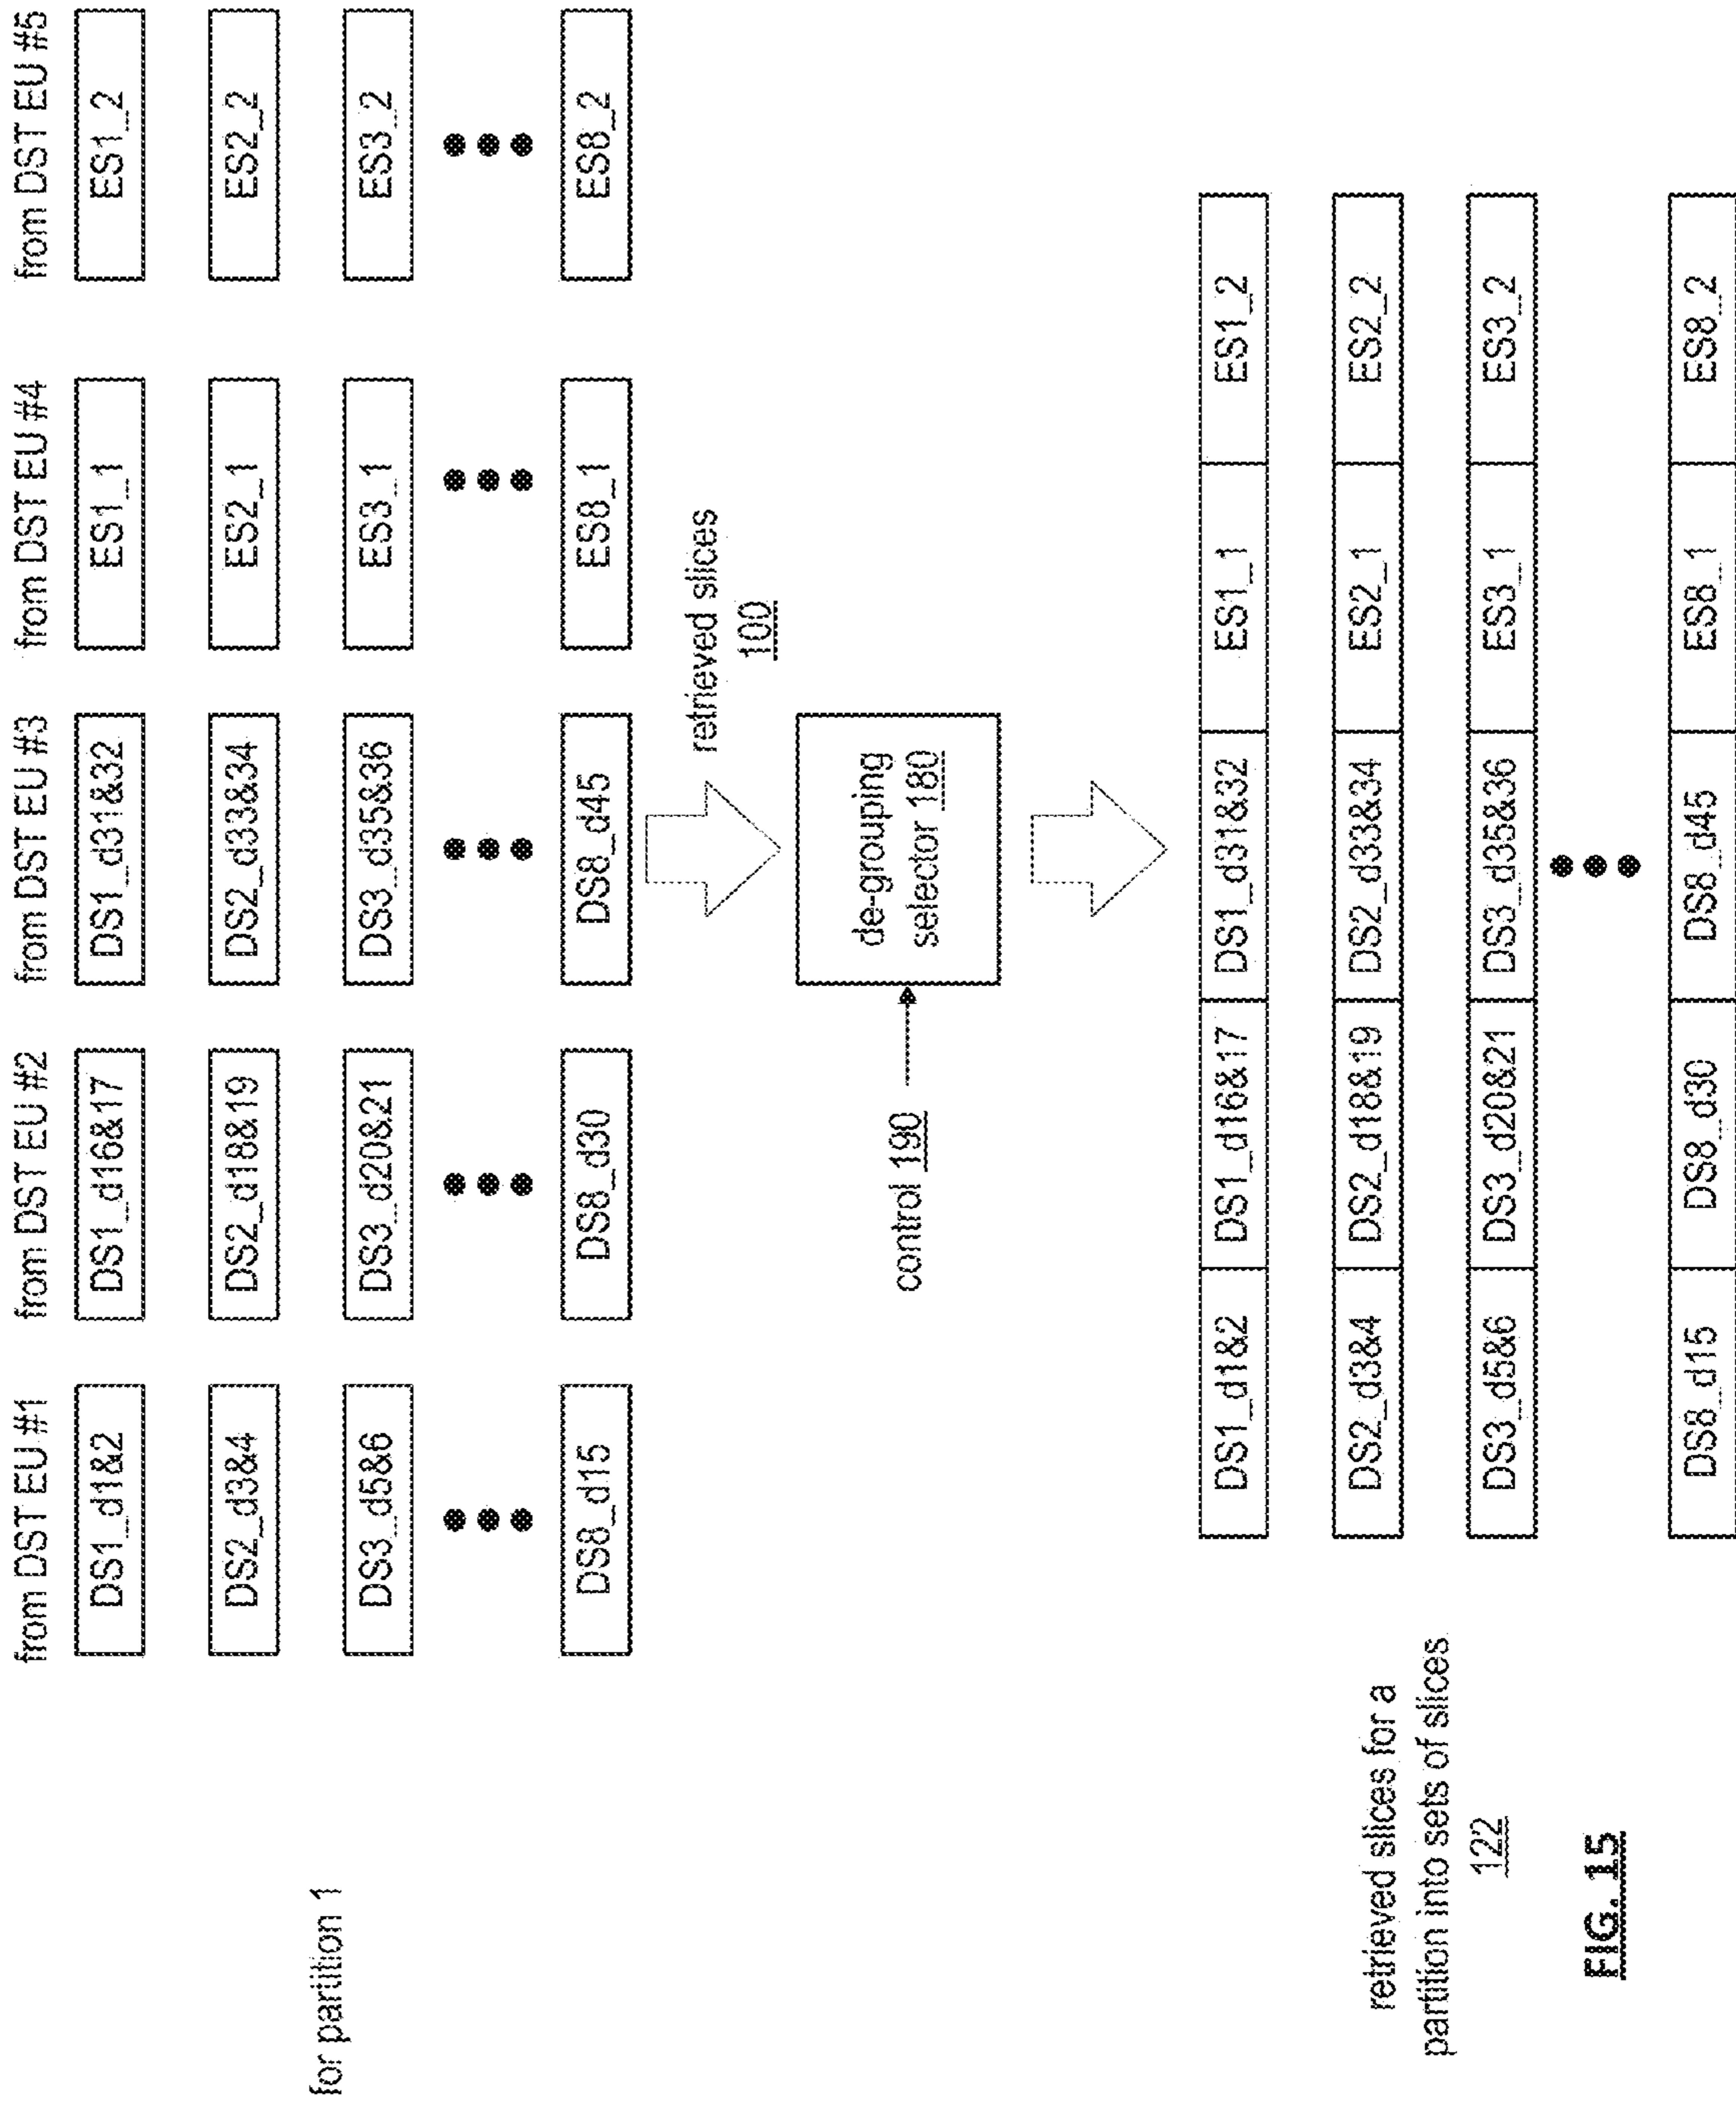 from DST EU #1
from DST EU #2
from DST EU #3
from DST EU #4
from DST EU #5
DS1_d1&2
DS1_d16&17
DS1_d31&32
ES1_1
ES1_2
DS2_d3&4
DS2_d18&19
DS2_d33&34
ES2_1
ES2_2
for partition 1
DS3_d5&6
DS3_d20&21
DS3_d35&36
ES3_1
ES3_2
DS8_d15
DS8_d30
DS8_d45
ES8_1
ES8_2
retrieved slices
100
control 190
de-grouping
selector 180
DS1_d1&2
DS1_d16&17
DS1_d31&32
ES1_1
ES1_2
DS2_d3&4
DS2_d18&19
DS2_d33&34
ES2_1
ES2_2
DS3_d5&6
DS3_d20&21
DS3_d35&36
ES3_1
ES3_2
DS8_d15
DS8_d30
DS8_d45
ES8_1
ES8_2
retrieved slices for a
partition into sets of slices
122
FIG. 15